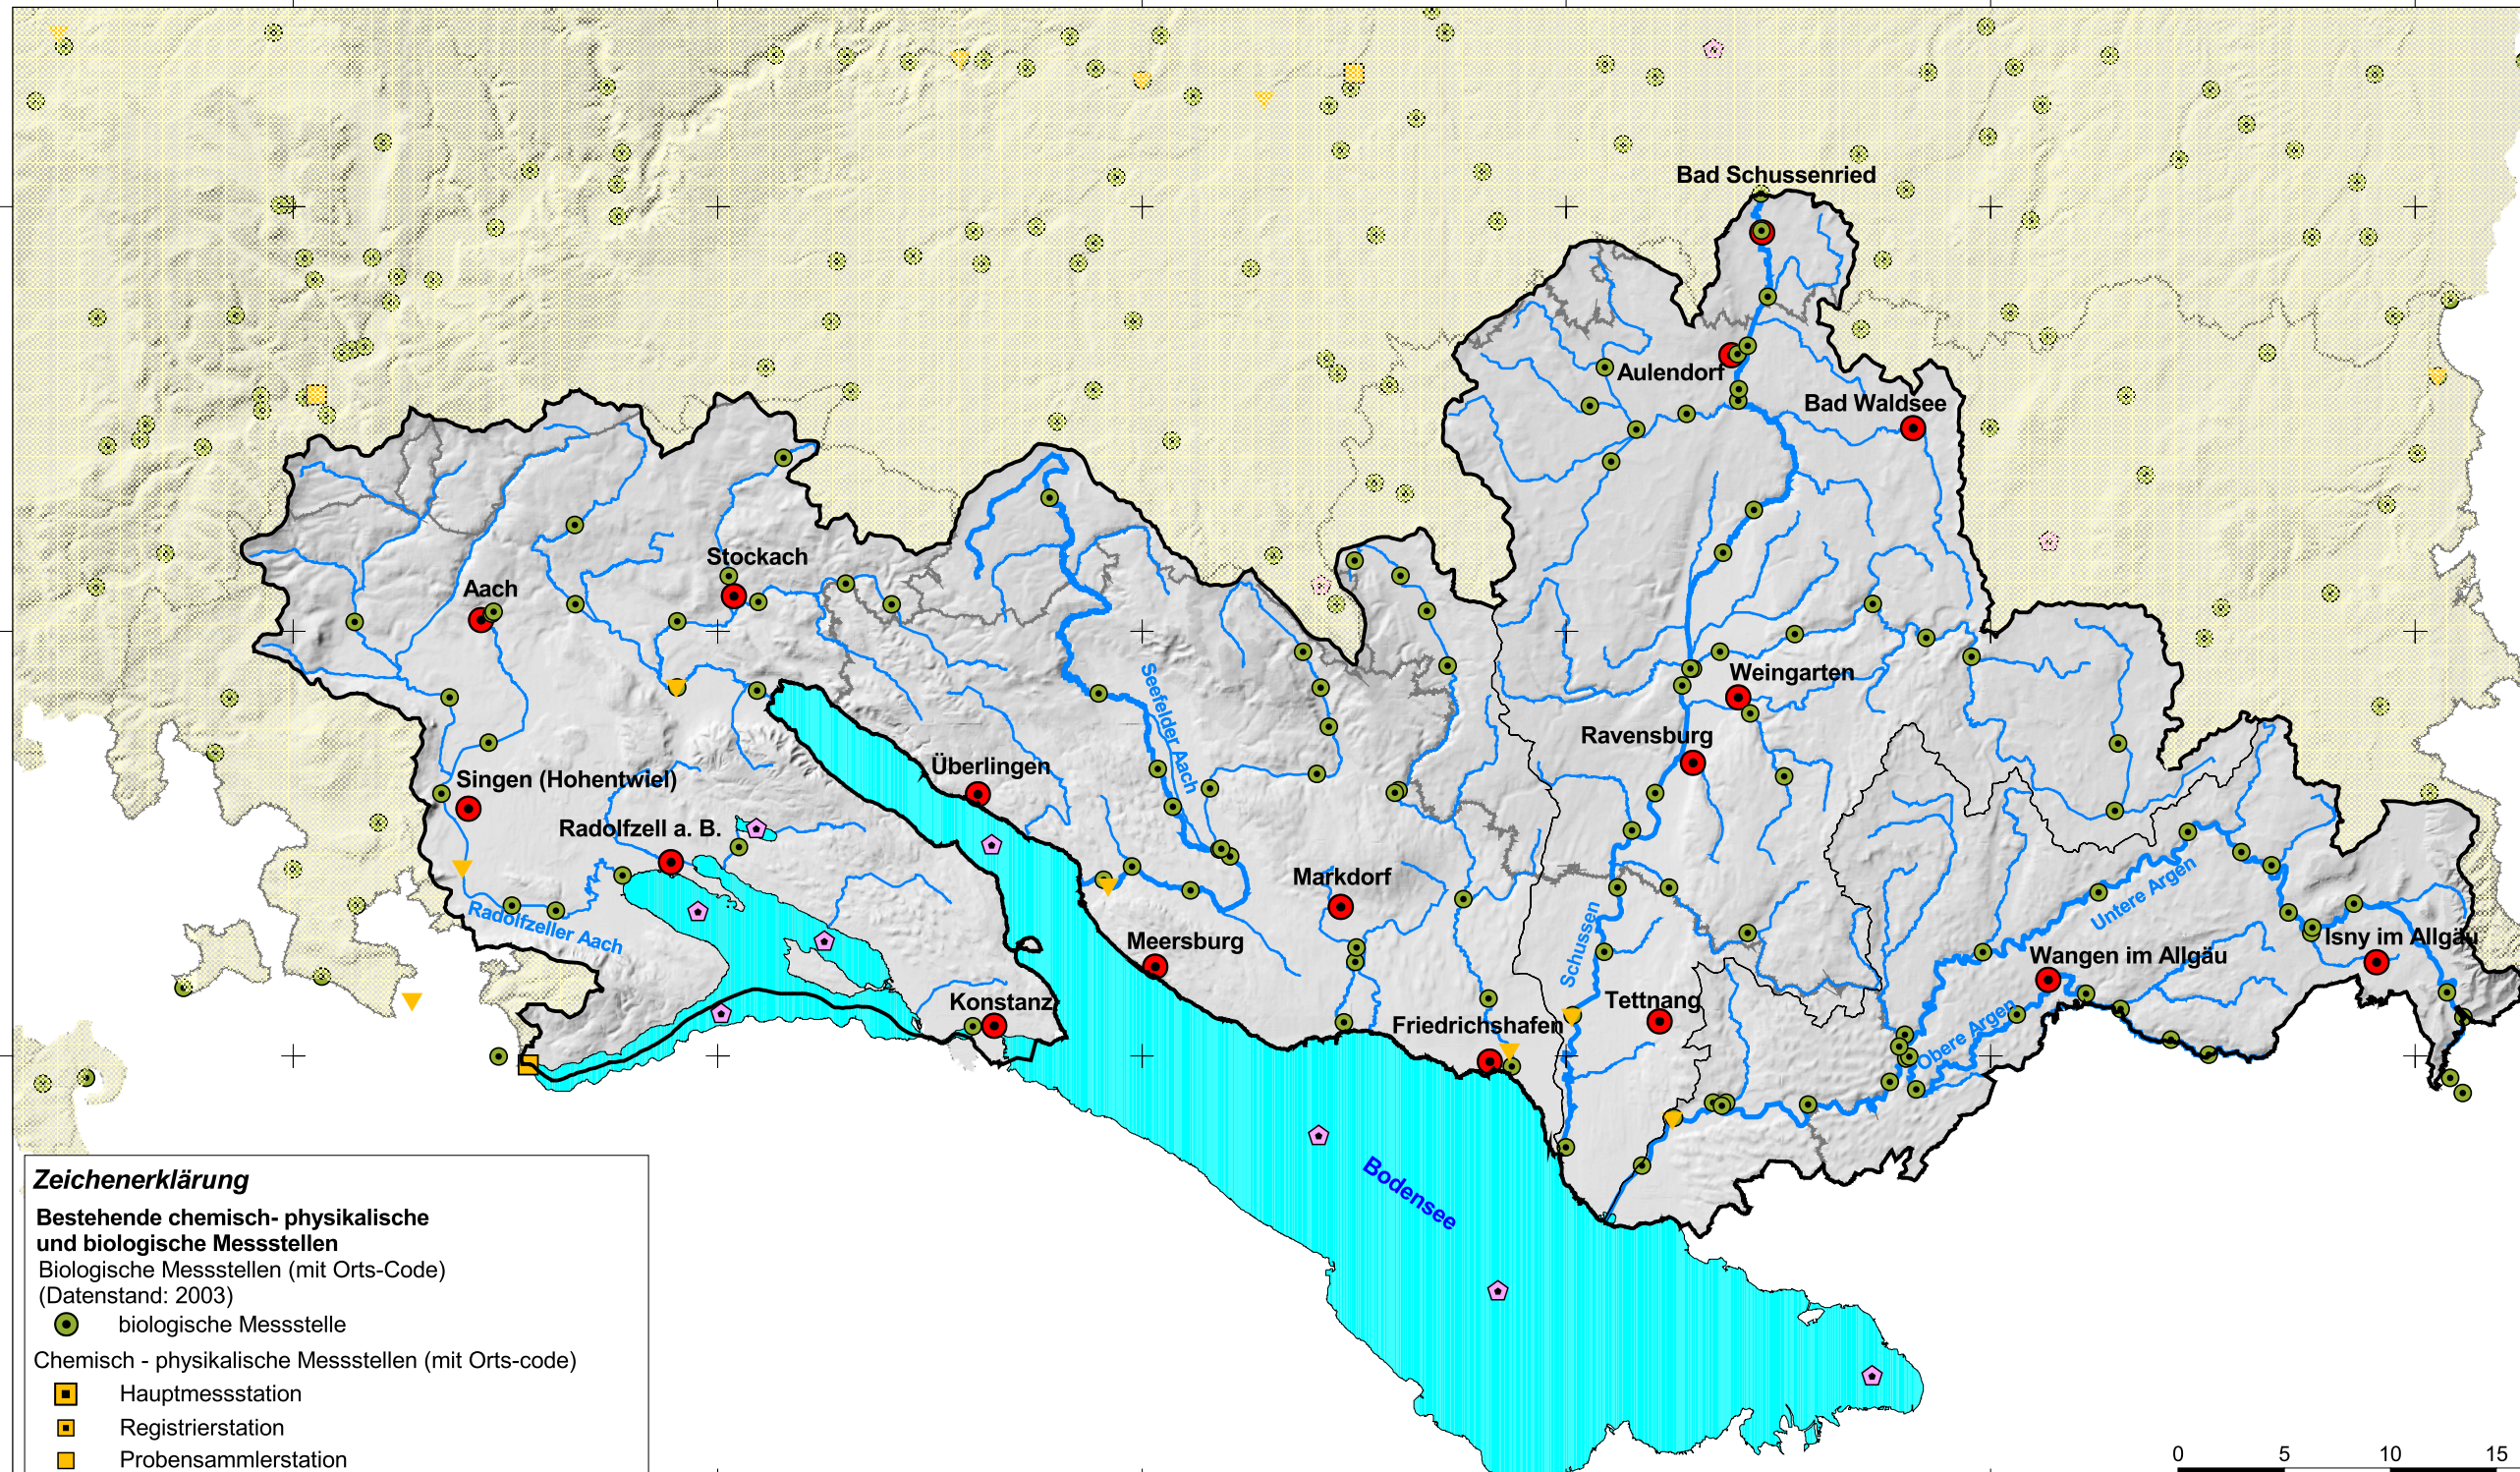 Bad Schussenried
Aulendorf
Bad Waldsee
Stockach
Aach
Seefelder Aach
Weingarten
Ravensburg
Überlingen
Singen (Hohentwiel)
Radolfzell a. B.
Markdorf
Untere Argen
Radolfzeller Aach
Meersburg
Schussen
Isny im Allgäu
Wangen im Allgäu
Konstanz
Tettnang
Friedrichshafen
Obere Argen
Bodensee
Zeichenerklärung
Bestehende chemisch- physikalische
und biologische Messstellen
Biologische Messstellen (mit Orts-Code)
(Datenstand: 2003)
biologische Messstelle
Chemisch - physikalische Messstellen (mit Orts-code)
Hauptmessstation
Registrierstation
Probensammlerstation
0 5 10 15